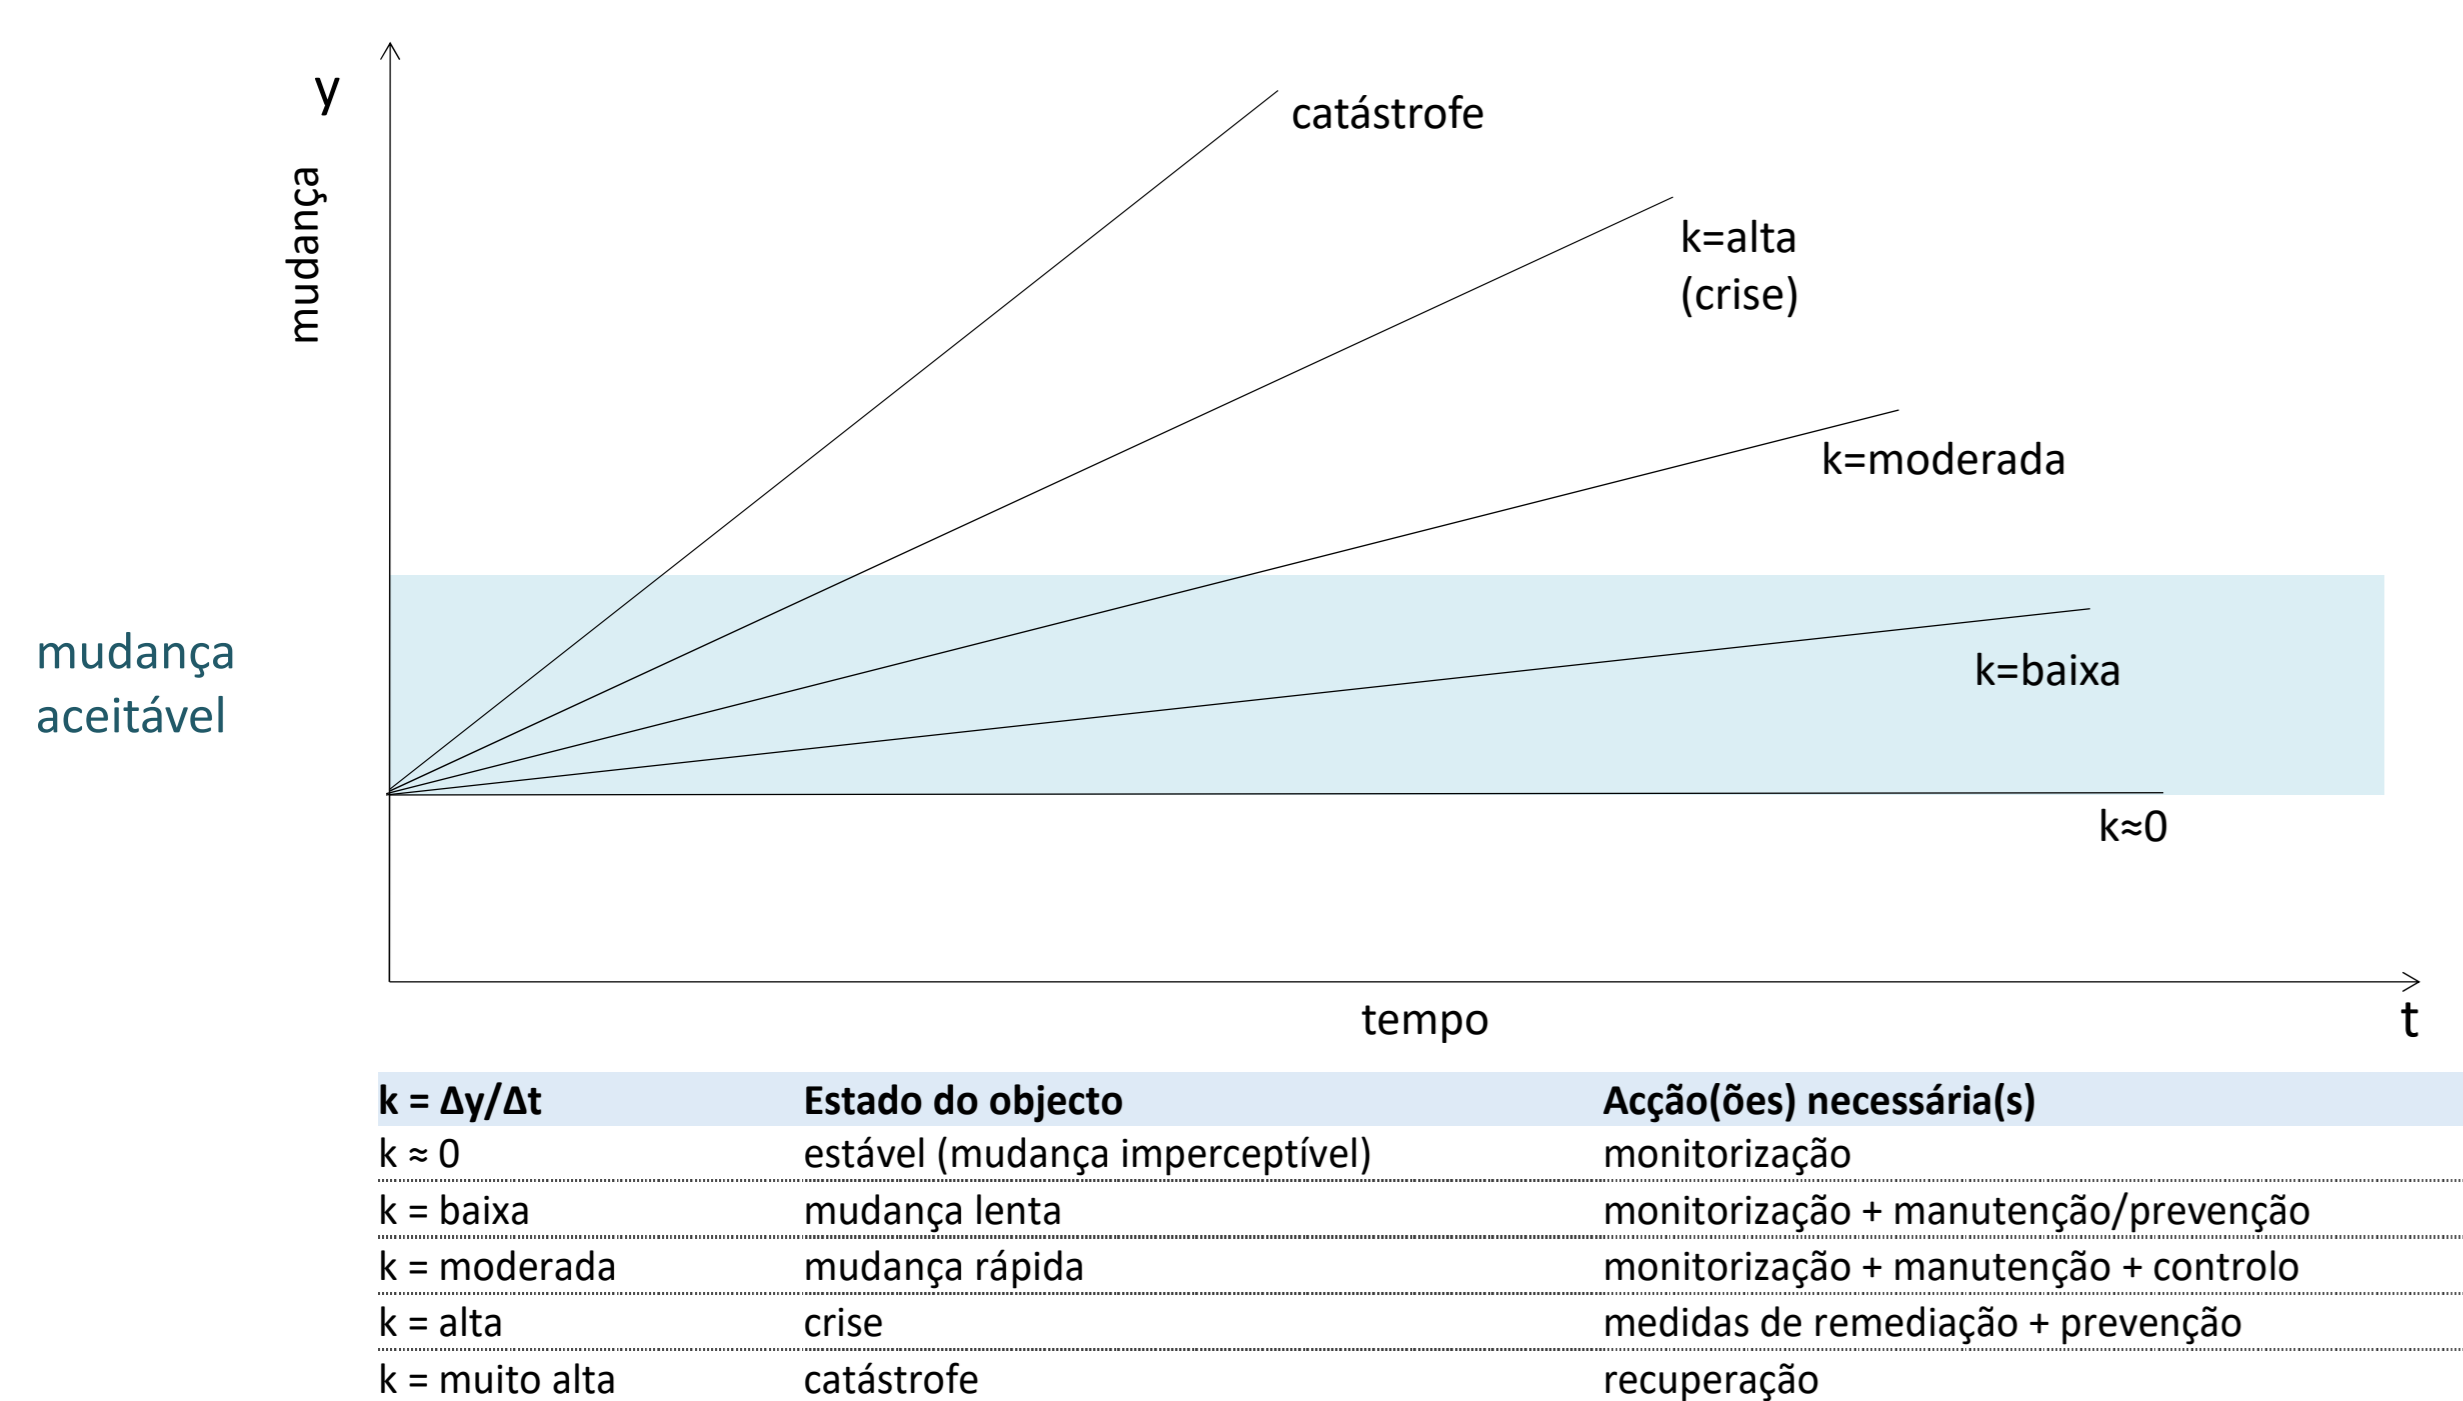 y
mudança
catástrofe
k=alta
(crise)
k=moderada
mudança
aceitável
k=baixa
k≈0
tempo
t
k = Δy/Δt Estado do objecto Acção(ões) necessária(s)
k ≈ 0 estável (mudança imperceptível) monitorização
k = baixa mudança lenta monitorização + manutenção/prevenção
k = moderada mudança rápida monitorização + manutenção + controlo
k = alta crise medidas de remediação + prevenção
k = muito alta catástrofe recuperação